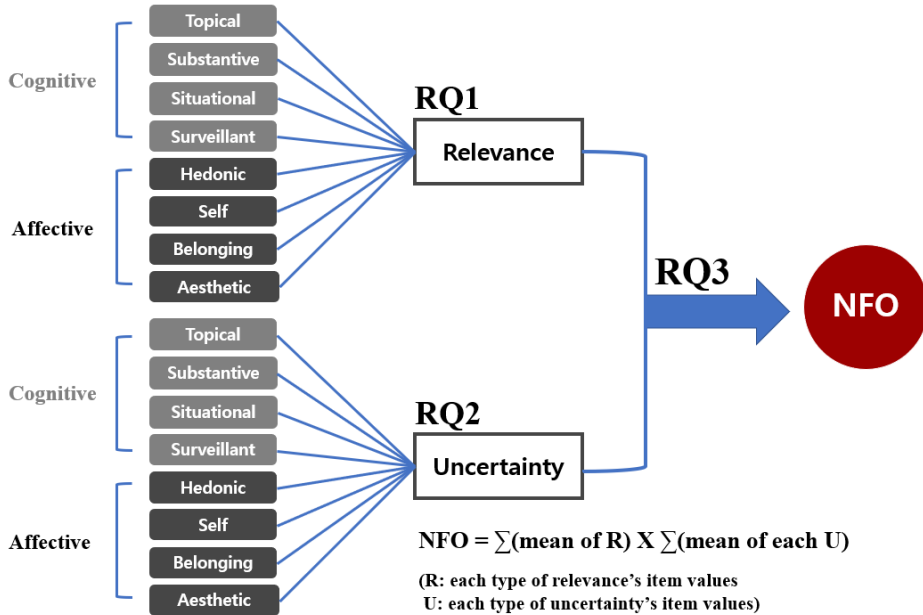 Cognitive
Topical
Substantive
Situational
Surveillant
Affective
Hedonic
Self
Belonging
Aesthetic
RQ1
Relevance
Cognitive
Topical
Substantive
Situational
Surveillant
Affective
Hedonic
Self
Belonging
Aesthetic
RQ2
Uncertainty
RQ3
NFO
NFO = ∑(mean of R) X ∑(mean of each U)
(R: each type of relevance's item values
U: each type of uncertainty's item values)